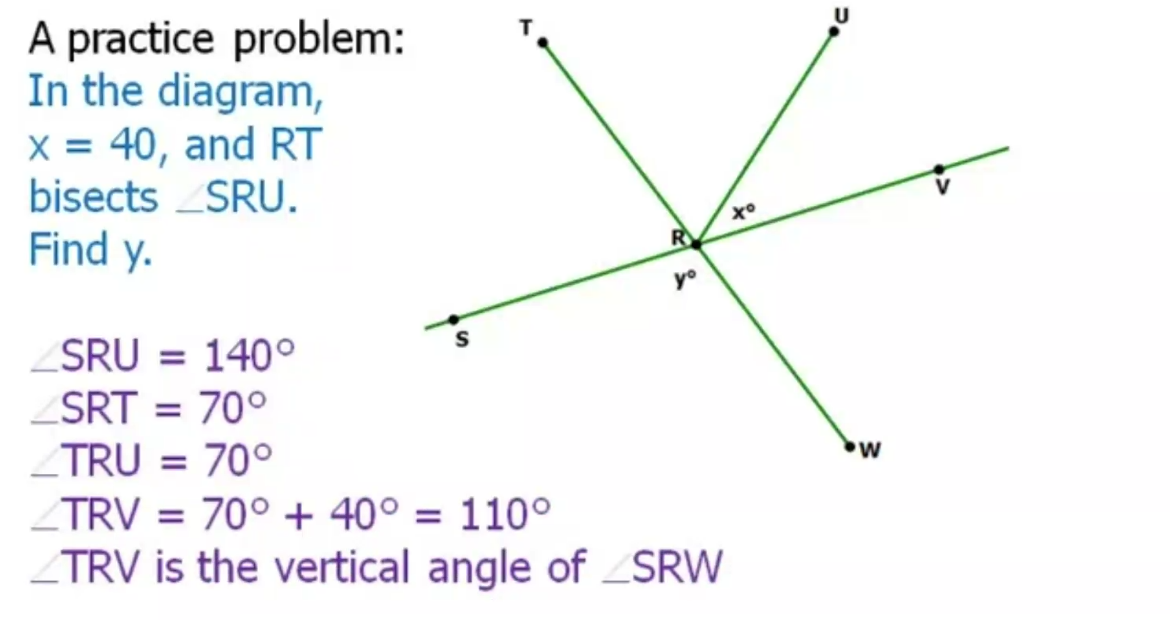 A practice problem:
In the diagram,
x = 40, and RT
bisects ∠SRU.
Find y.
∠SRU = 140°
∠SRT = 70°
∠TRU = 70°
∠TRV = 70° + 40° = 110°
∠TRV is the vertical angle of ∠SRW
T
U
V
x°
R
y°
S
W